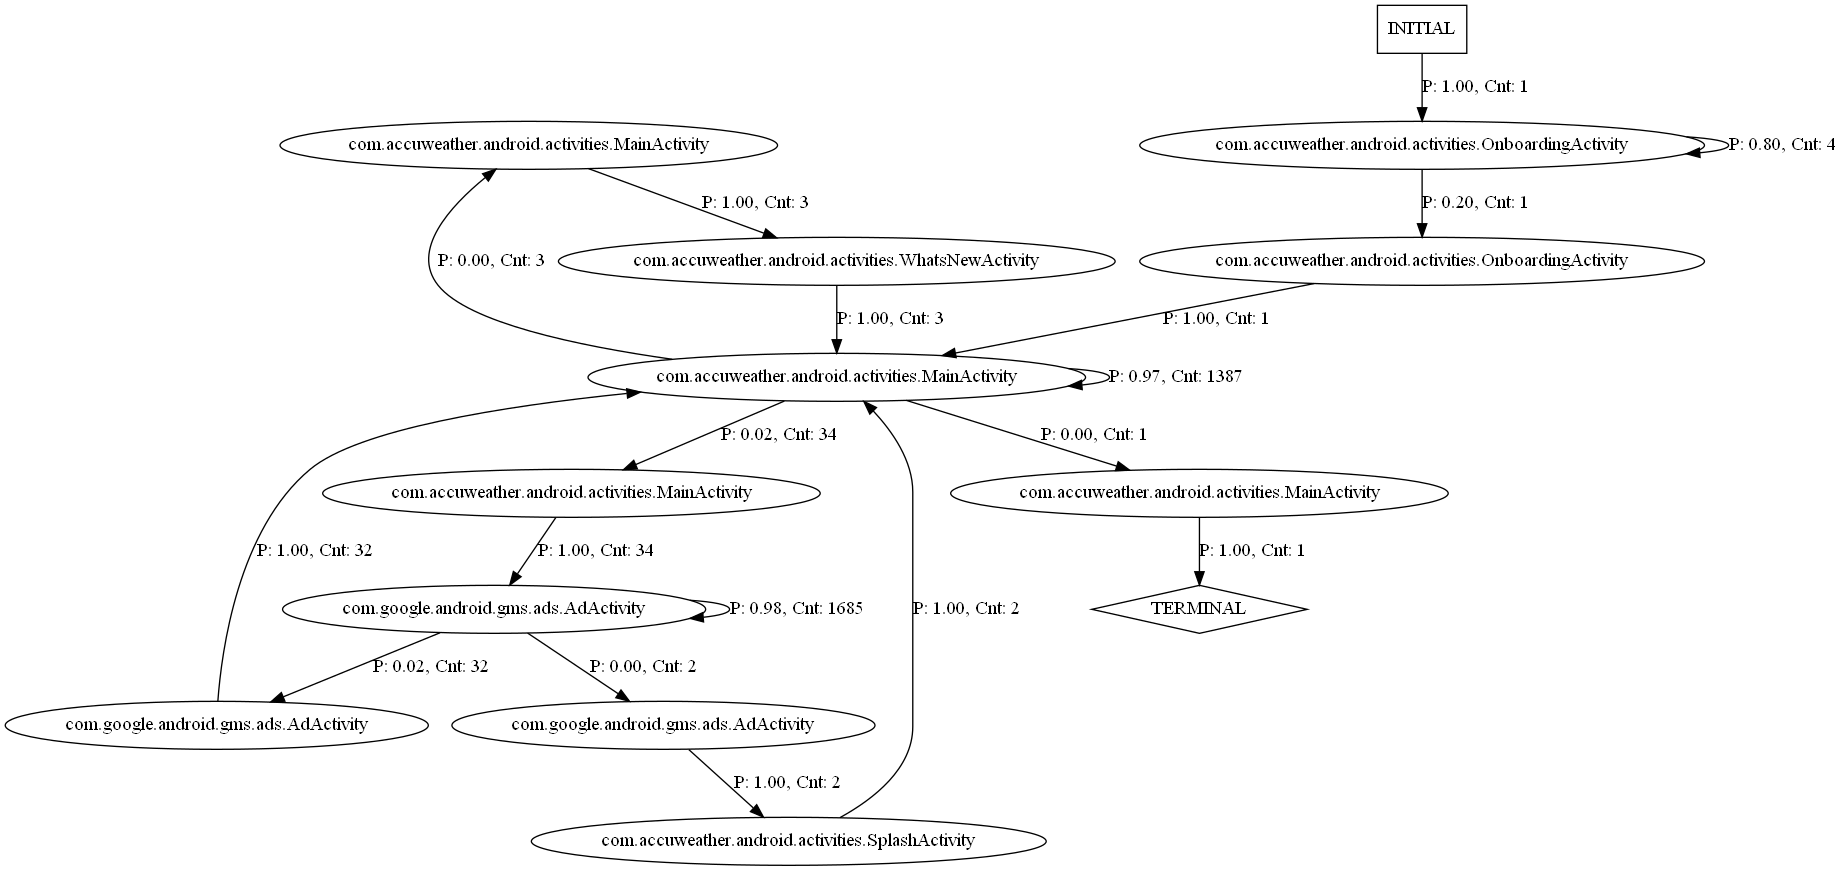 INITIAL
P: 1.00, Cnt: 1
com.accuweather.android.activities.MainActivity
com.accuweather.android.activities.OnboardingActivity
P: 0.80, Cnt: 4
P: 1.00, Cnt: 3
P: 0.20, Cnt: 1
P: 0.00, Cnt: 3
com.accuweather.android.activities.WhatsNewActivity
com.accuweather.android.activities.OnboardingActivity
P: 1.00, Cnt: 3
P: 1.00, Cnt: 1
com.accuweather.android.activities.MainActivity
P: 0.97, Cnt: 1387
P: 0.02, Cnt: 34
P: 0.00, Cnt: 1
com.accuweather.android.activities.MainActivity
com.accuweather.android.activities.MainActivity
P: 1.00, Cnt: 32
P: 1.00, Cnt: 34
P: 1.00, Cnt: 1
com.google.android.gms.ads.AdActivity
P: 0.98, Cnt: 1685
P: 1.00, Cnt: 2
TERMINAL
P: 0.02, Cnt: 32
P: 0.00, Cnt: 2
com.google.android.gms.ads.AdActivity
com.google.android.gms.ads.AdActivity
P: 1.00, Cnt: 2
com.accuweather.android.activities.SplashActivity